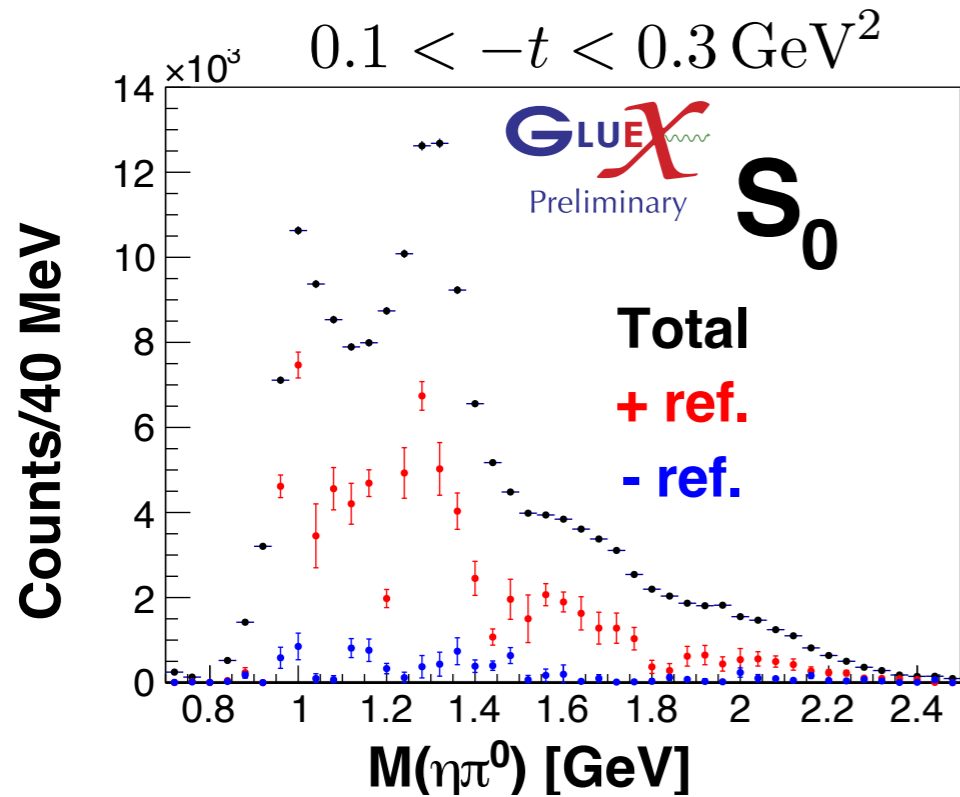 0.1 < −t < 0.3 GeV²
×10³
14
12
10
8
6
4
2
0
GLUEX
Preliminary
S₀
Total
+ ref.
- ref.
Counts/40 MeV
0.8 1 1.2 1.4 1.6 1.8 2 2.2 2.4
M(ηπ⁰) [GeV]